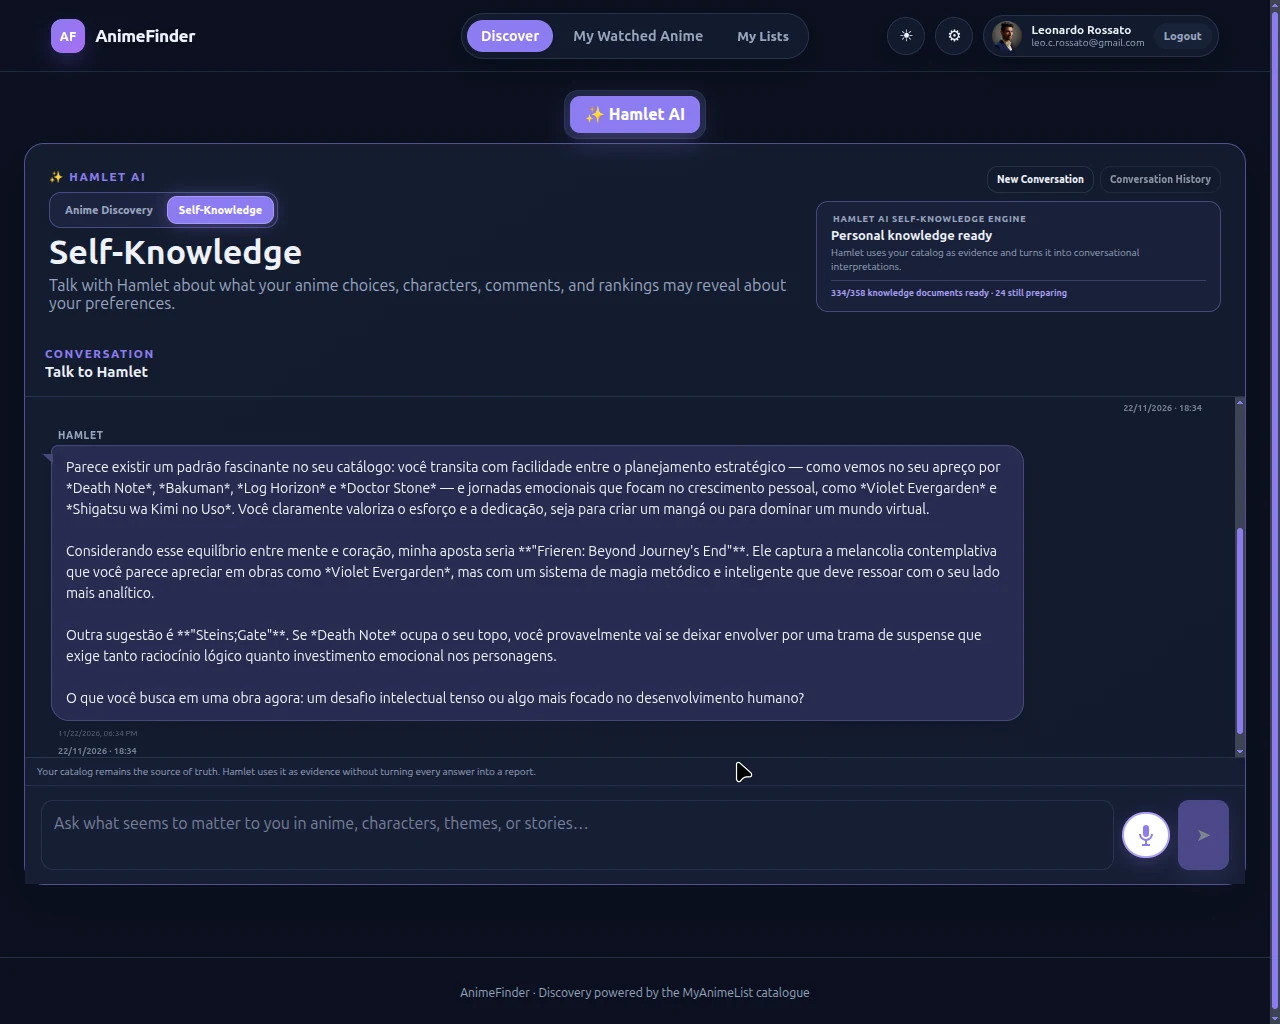 AF AnimeFinder
Discover My Watched Anime My Lists
Leonardo Rossato
leo.c.rossato@gmail.com
Logout
✨ Hamlet AI
✨ HAMLET AI
Anime Discovery Self-Knowledge
Self-Knowledge
Talk with Hamlet about what your anime choices, characters, comments, and rankings may reveal about
your preferences.
New Conversation Conversation History
HAMLET AI SELF-KNOWLEDGE ENGINE
Personal knowledge ready
Hamlet uses your catalog as evidence and turns it into conversational
interpretations.
334/358 knowledge documents ready · 24 still preparing
CONVERSATION
Talk to Hamlet
22/11/2026 · 18:34
HAMLET
Parece existir um padrão fascinante no seu catálogo: você transita com facilidade entre o planejamento estratégico — como vemos no seu apreço por
*Death Note*, *Bakuman*, *Log Horizon* e *Doctor Stone* — e jornadas emocionais que focam no crescimento pessoal, como *Violet Evergarden* e
*Shigatsu wa Kimi no Uso*. Você claramente valoriza o esforço e a dedicação, seja para criar um mangá ou para dominar um mundo virtual.
Considerando esse equilíbrio entre mente e coração, minha aposta seria **"Frieren: Beyond Journey's End"**. Ele captura a melancolia contemplativa
que você parece apreciar em obras como *Violet Evergarden*, mas com um sistema de magia metódico e inteligente que deve ressoar com o seu lado
mais analítico.
Outra sugestão é **"Steins;Gate"**. Se *Death Note* ocupa o seu topo, você provavelmente vai se deixar envolver por uma trama de suspense que
exige tanto raciocínio lógico quanto investimento emocional nos personagens.
O que você busca em uma obra agora: um desafio intelectual tenso ou algo mais focado no desenvolvimento humano?
11/22/2026, 06:34 PM
22/11/2026 · 18:34
Your catalog remains the source of truth. Hamlet uses it as evidence without turning every answer into a report.
Ask what seems to matter to you in anime, characters, themes, or stories…
AnimeFinder · Discovery powered by the MyAnimeList catalogue